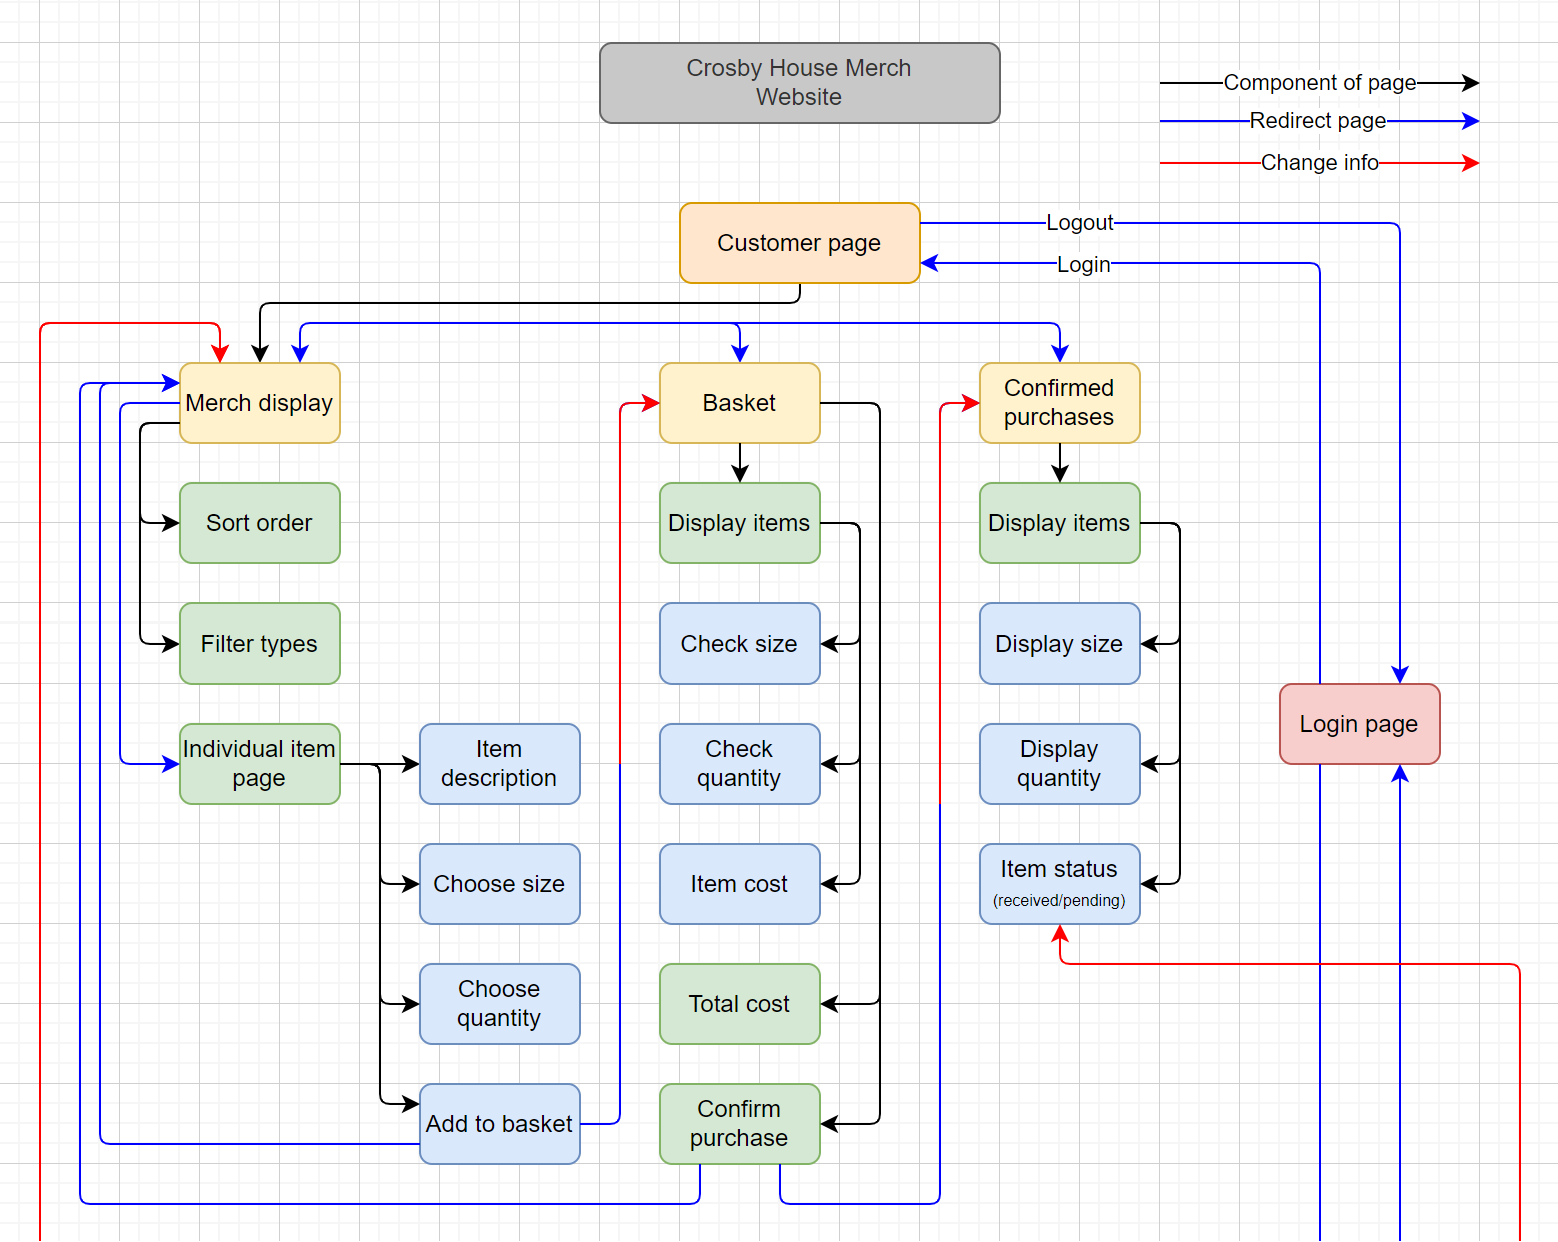 Crosby House Merch
Website
Component of page
Redirect page
Change info
Customer page
Logout
Login
Merch display
Basket
Confirmed
purchases
Sort order
Display items
Display items
Filter types
Check size
Display size
Individual item
page
Item
description
Check
quantity
Display
quantity
Login page
Choose size
Item cost
Item status
(received/pending)
Choose
quantity
Total cost
Add to basket
Confirm
purchase